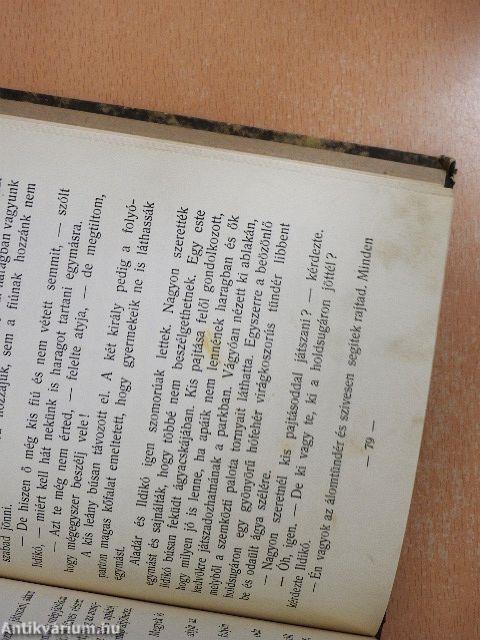 haragban vagyunk
hozzájuk, sem a fiúnak hozzánk nem
szabad jönni.
— De hiszen ő még kis fiú és nem vétett semmit, — szólt
Ildikó, — miért kell hát nekünk is haragot tartani egymásra.
— Azt te még nem érted, — felelte atyja, — de megtiltom,
hogy mégegyszer beszélj vele!
A kis leány búsan távozott el. A két király pedig a folyó-
parton magas kőfalat emeltetett, hogy gyermekeik ne is láthassák
egymást.
Aladár és Ildikó igen szomorúak lettek. Nagyon szerették
egymást és sajnálták, hogy többé nem beszélgethetnek. Egy este
Ildikó búsan feküdt ágyacskájában. Kis pajtása felől gondolkozott,
hogy milyen jó is lenne, ha apáik nem lennének haragban és ők
kedvökre játszadozhatnának a parkban. Vágyóan nézett ki ablakán,
melyből a szemközti palota tornyait láthatta. Egyszerre a beözönlő
holdsugáron egy gyönyörű hófehér virágkoszorús tündér libbent
be és odaült ágya szélére.
— Nagyon szeretnél kis pajtásoddal játszani? — kérdezte.
— Óh, igen. — De ki vagy te, ki a holdsugáron jöttél?
kérdezte Ildikó.
— Én vagyok az álomtündér és szívesen segítek rajtad. Minden
— 79 —
Antikvárium.hu